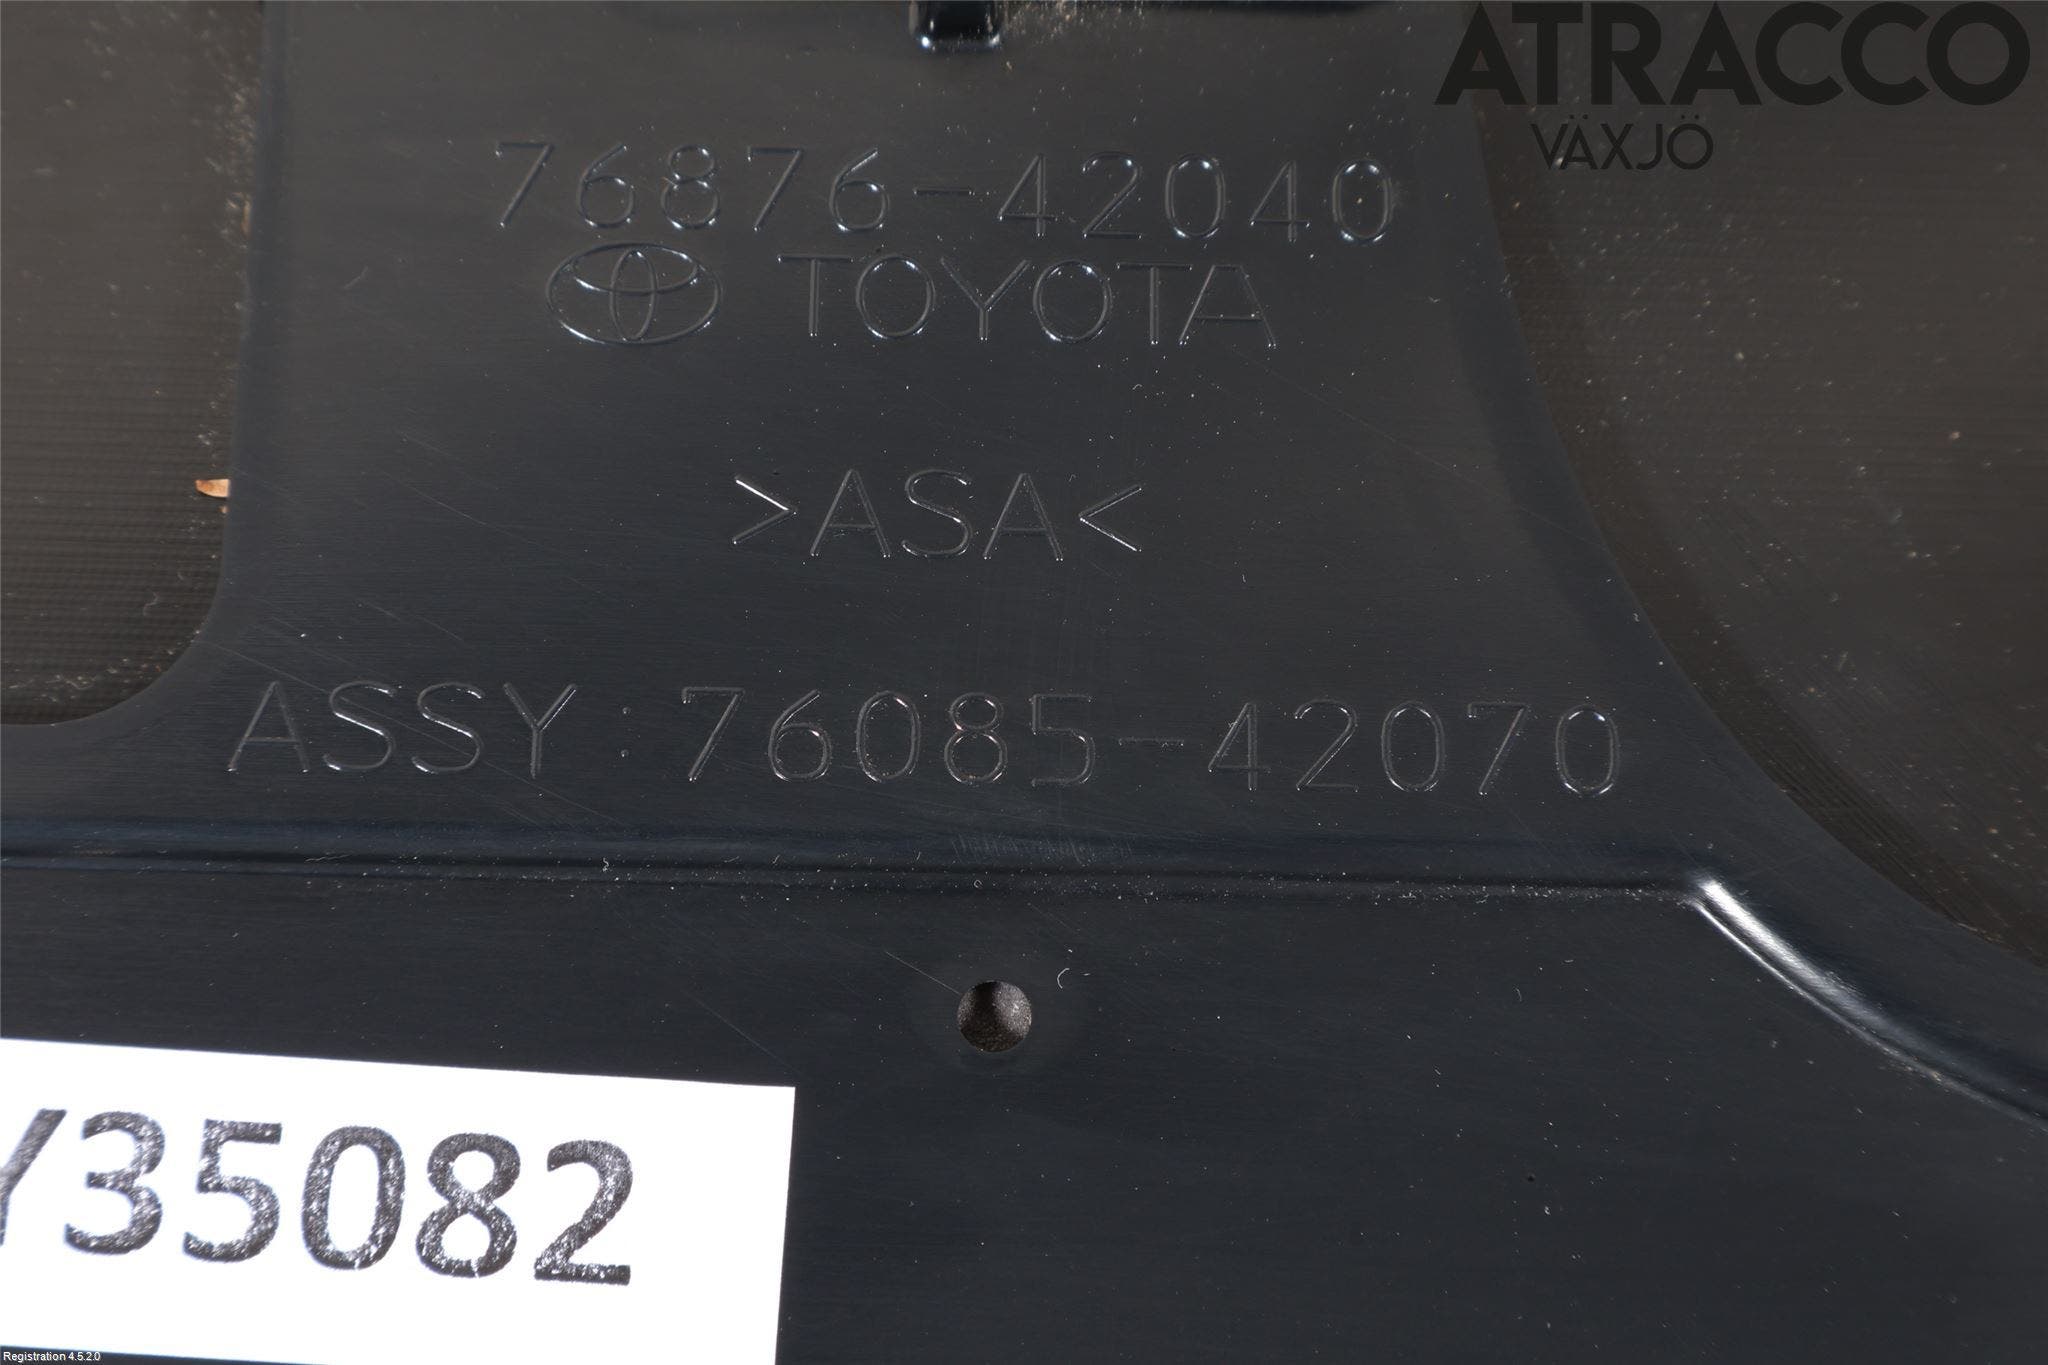 ATRACCO
VÄXJÖ
76876-42040
TOYOTA
>ASA<
ASSY : 76085-42070
Y35082
Registration 4.5.2.0